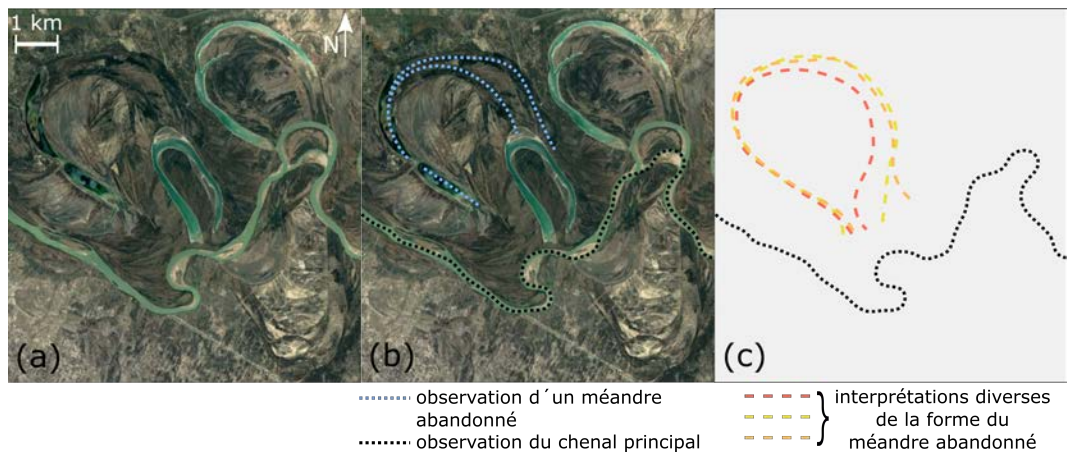 1 km
N
(a)
(b)
(c)
observation d´un méandre
abandonné
observation du chenal principal
interprétations diverses
de la forme du
méandre abandonné